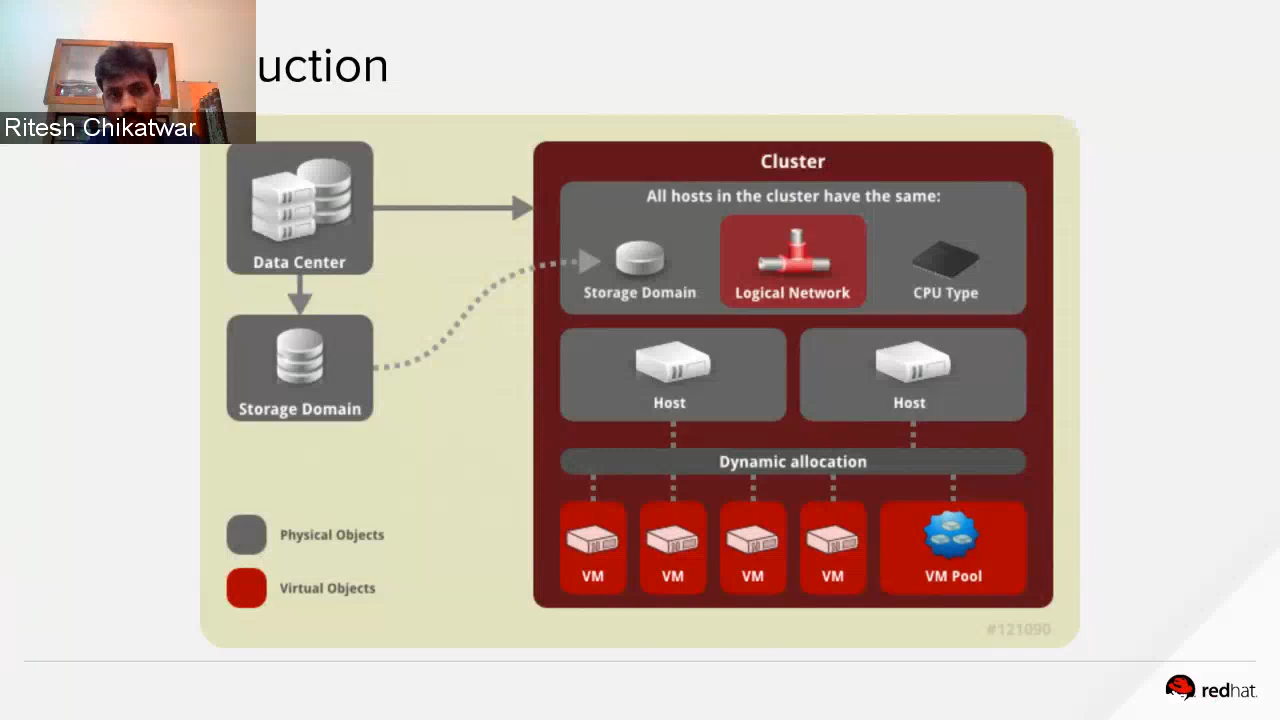 uction
Ritesh Chikatwar
Cluster
All hosts in the cluster have the same:
Data Center
Storage Domain
Logical Network
CPU Type
Storage Domain
Host
Host
Dynamic allocation
Physical Objects
Virtual Objects
VM
VM
VM
VM
VM Pool
#121090
redhat.